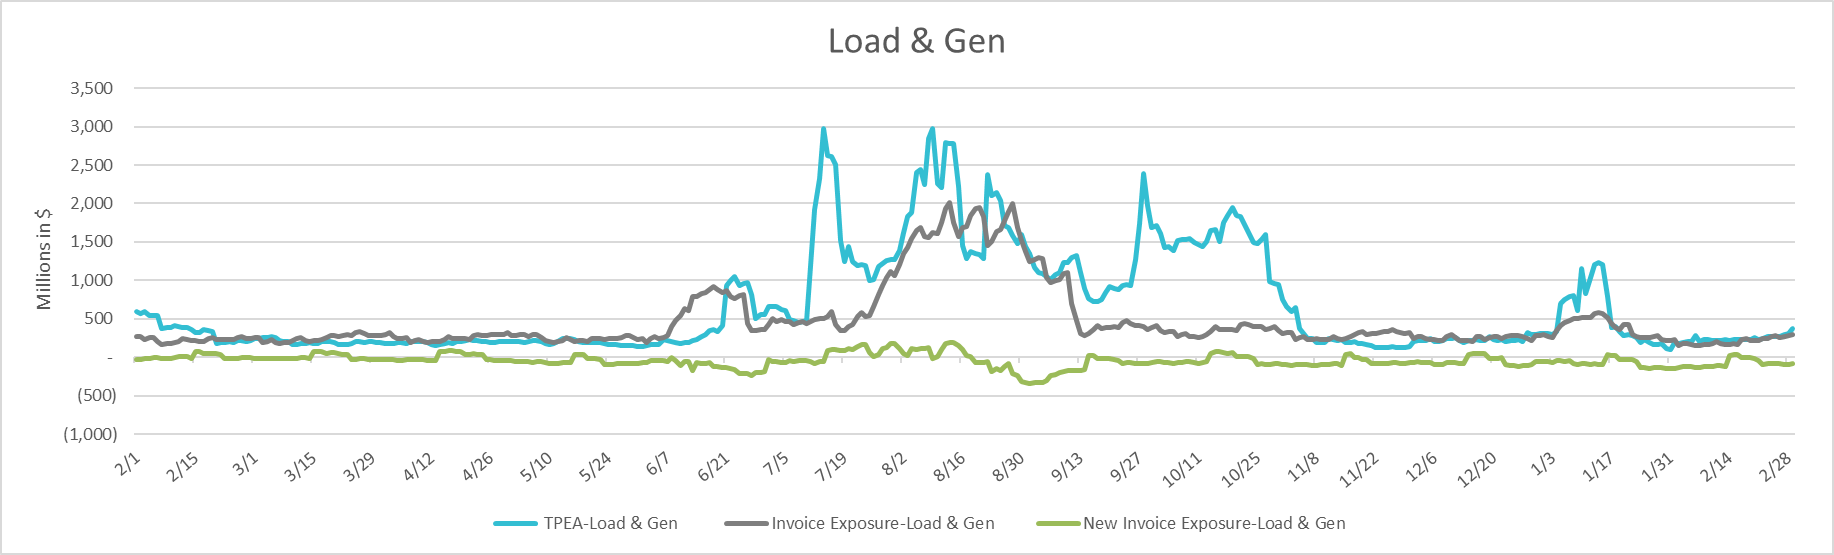 Load & Gen
Millions in $
3,500
3,000
2,500
2,000
1,500
1,000
500
-
(500)
(1,000)
2/1 2/15 3/1 3/15 3/29 4/12 4/26 5/10 5/24 6/7 6/21 7/5 7/19 8/2 8/16 8/30 9/13 9/27 10/11 10/25 11/8 11/22 12/6 12/20 1/3 1/17 1/31 2/14 2/28
TPEA-Load & Gen Invoice Exposure-Load & Gen New Invoice Exposure-Load & Gen